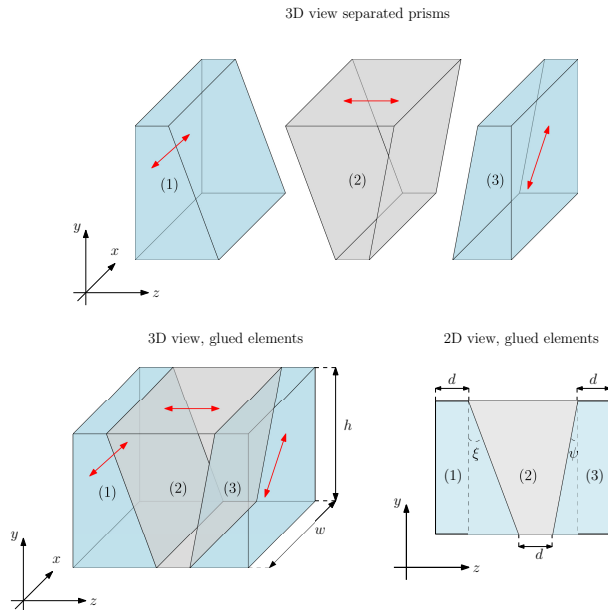 3D view separated prisms
(1)
(2)
(3)
y
x
z
3D view, glued elements
2D view, glued elements
h
w
(1)
(2)
(3)
y
x
z
d
d
ξ
ψ
(1)
(2)
(3)
d
y
z